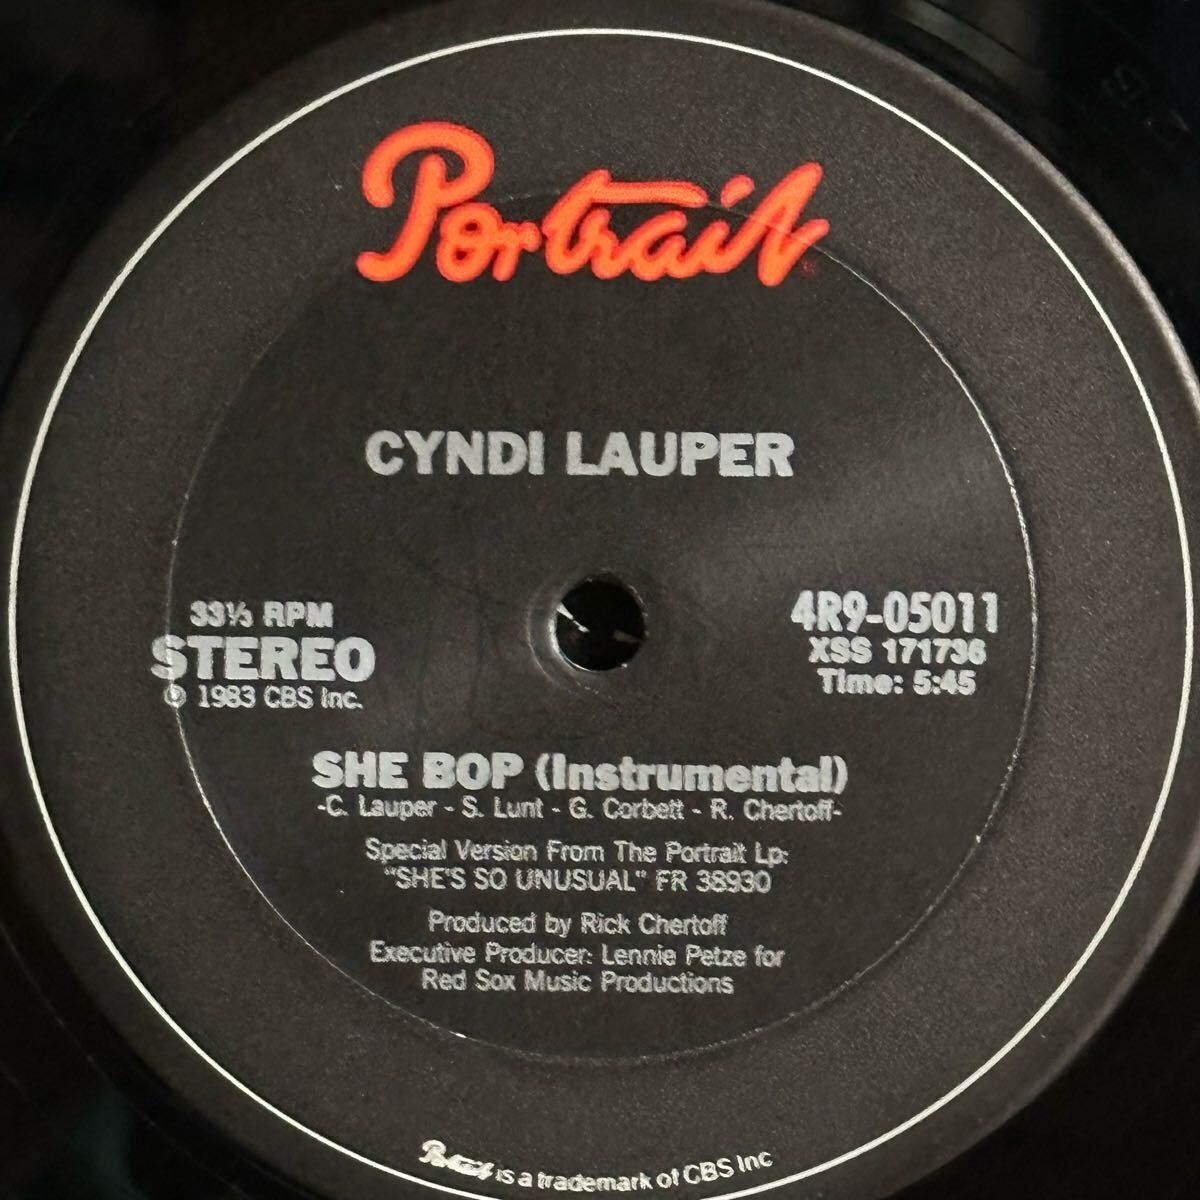 Portrait
CYNDI LAUPER
33⅓ RPM
STEREO
℗ 1983 CBS Inc.
4R9-05011
XSS 171736
Time: 5:45
SHE BOP (Instrumental)
-C. Lauper - S. Lunt - G. Corbett - R. Chertoff-
Special Version From The Portrait Lp:
"SHE'S SO UNUSUAL" FR 38930
Produced by Rick Chertoff
Executive Producer: Lennie Petze for
Red Sox Music Productions
Portrait is a trademark of CBS Inc